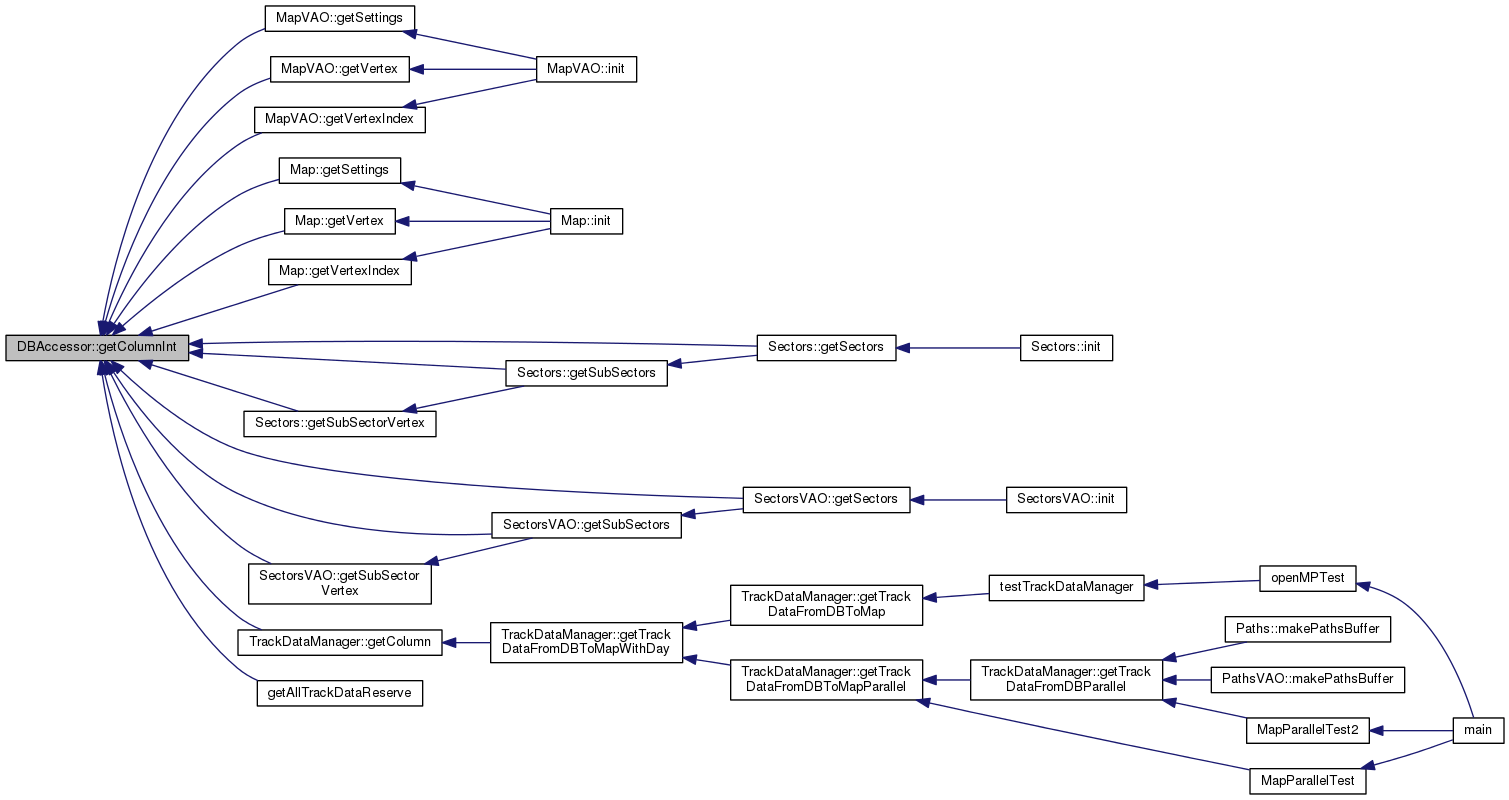 MapVAO::getSettings
MapVAO::getVertex
MapVAO::init
MapVAO::getVertexIndex
Map::getSettings
Map::getVertex
Map::init
Map::getVertexIndex
DBAccessor::getColumnInt
Sectors::getSectors
Sectors::init
Sectors::getSubSectors
Sectors::getSubSectorVertex
SectorsVAO::getSectors
SectorsVAO::init
SectorsVAO::getSubSectors
SectorsVAO::getSubSector
Vertex
TrackDataManager::getColumn
TrackDataManager::getTrack
DataFromDBToMapWithDay
TrackDataManager::getTrack
DataFromDBToMap
testTrackDataManager
openMPTest
TrackDataManager::getTrack
DataFromDBToMapParallel
TrackDataManager::getTrack
DataFromDBParallel
Paths::makePathsBuffer
PathsVAO::makePathsBuffer
MapParallelTest2
main
MapParallelTest
getAllTrackDataReserve